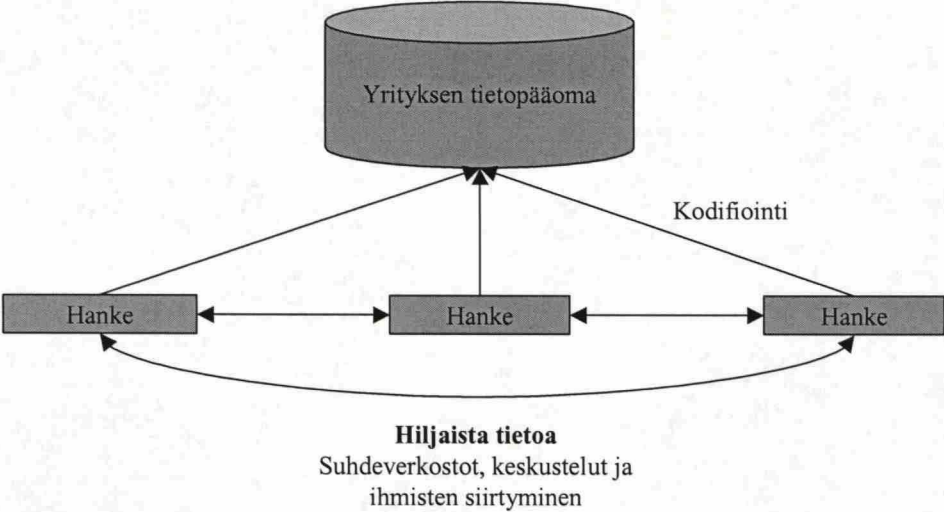 Yrityksen tietopääoma
Kodifiointi
Hanke
Hanke
Hanke
Hiljaista tietoa
Suhdeverkostot, keskustelut ja
ihmisten siirtyminen